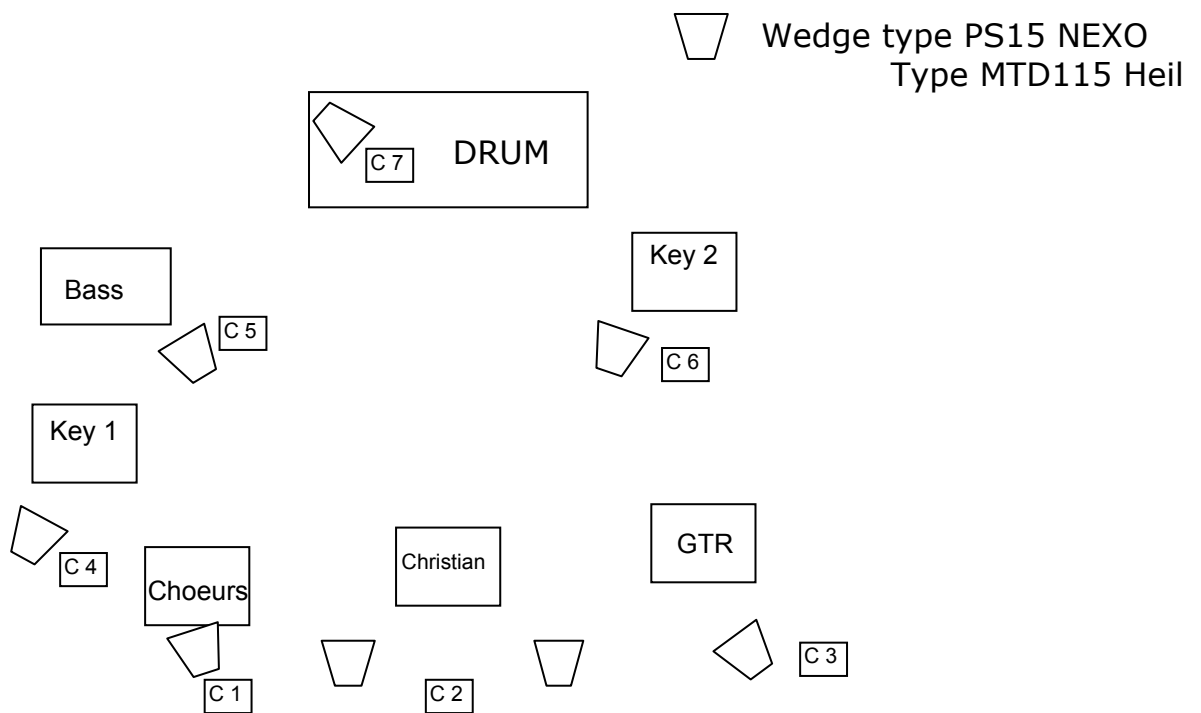 Wedge type PS15 NEXO
Type MTD115 Heil
DRUM
C 7
Key 2
Bass
C 5
C 6
Key 1
GTR
Christian
C 4
Choeurs
C 3
C 1
C 2